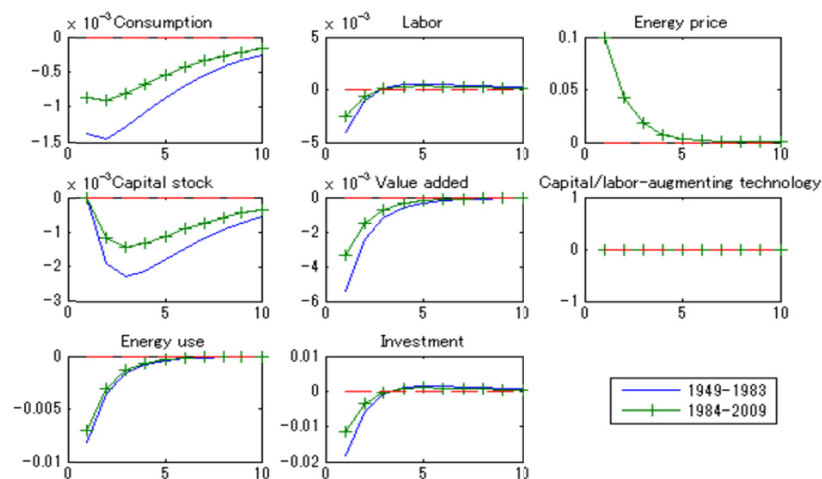 × 10⁻³ Consumption
0
-0.5
-1
-1.5
0 5 10
× 10⁻³ Labor
5
0
-5
0 5 10
Energy price
0.1
0.05
0
0 5 10
× 10⁻³ Capital stock
0
-1
-2
-3
0 5 10
× 10⁻³ Value added
0
-2
-4
-6
0 5 10
Capital/labor-augmenting technology
1
0
-1
0 5 10
Energy use
0
-0.005
-0.01
0 5 10
Investment
0.01
0
-0.01
-0.02
0 5 10
1949-1983
1984-2009